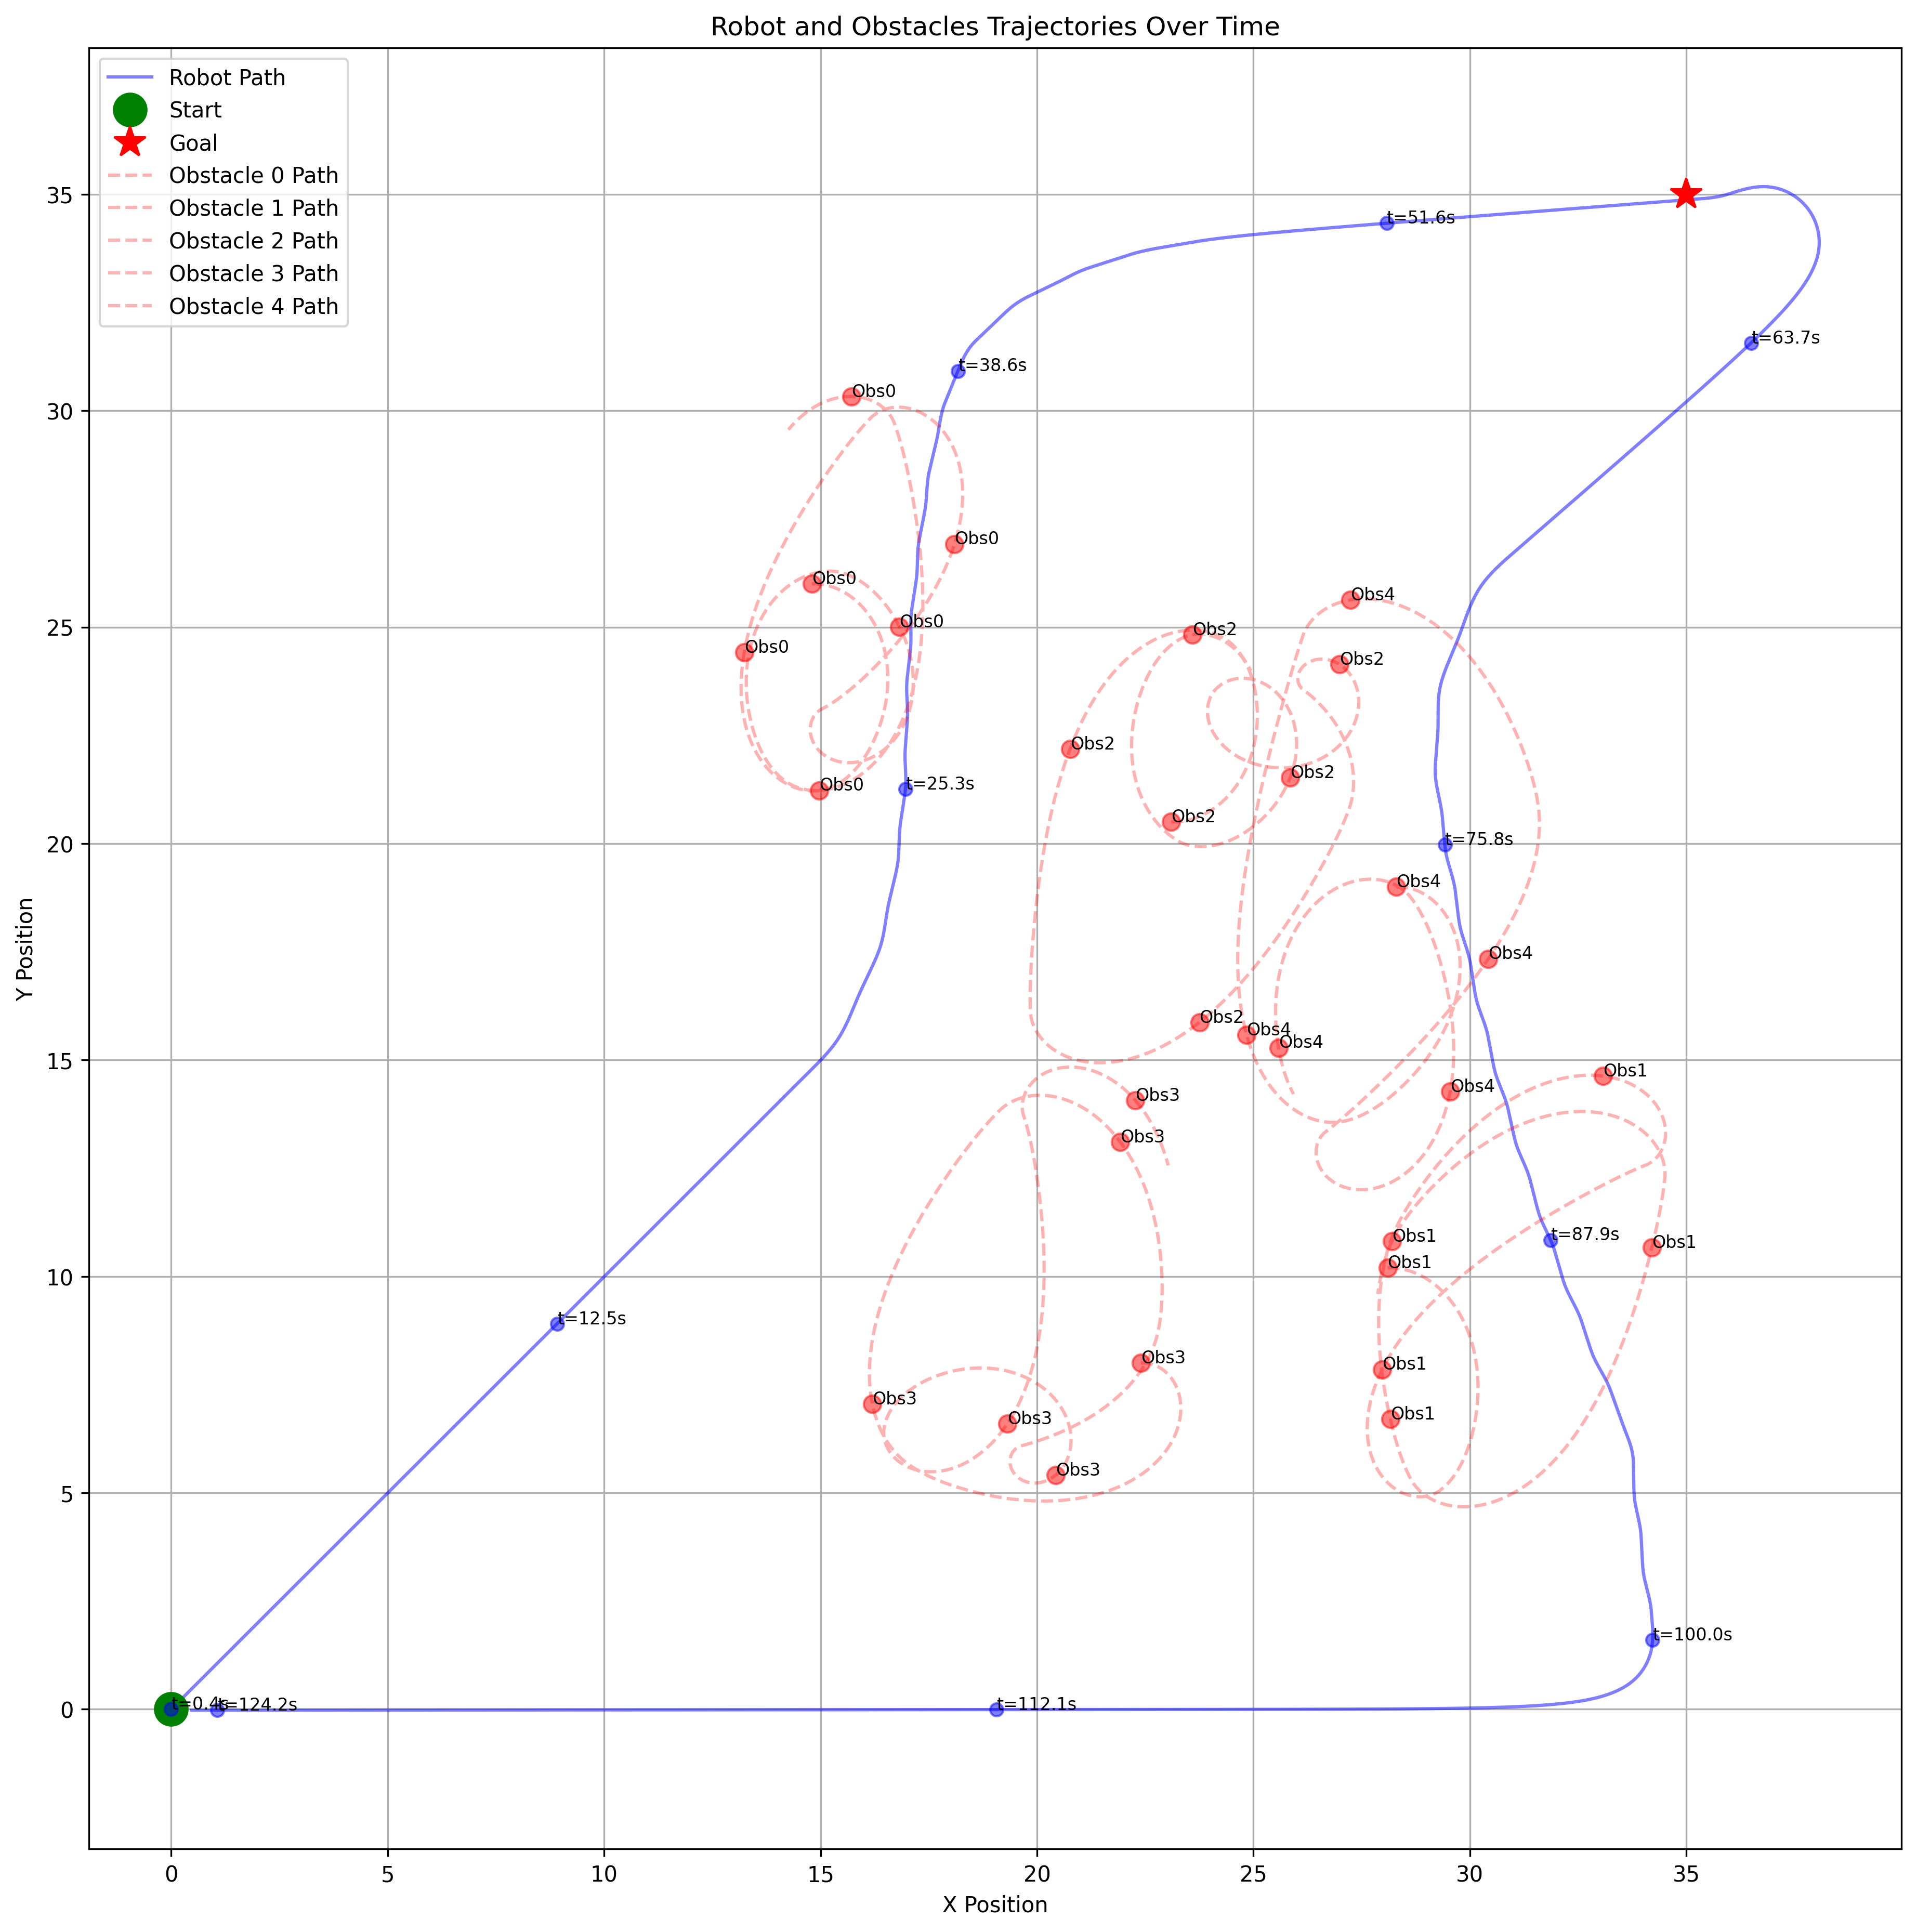 Robot and Obstacles Trajectories Over Time
Robot Path
Start
Goal
Obstacle 0 Path
Obstacle 1 Path
Obstacle 2 Path
Obstacle 3 Path
Obstacle 4 Path
35
t=51.6s
t=63.7s
t=38.6s
Obs0
30
Obs0
Obs0
Obs4
25
Obs0
Obs2
Obs0
Obs2
Obs2
Obs2
t=25.3s
Obs0
Obs2
20
t=75.8s
Obs4
Obs4
Obs2
Obs4
Obs4
15
Obs1
Obs3
Obs4
Obs3
Obs1
t=87.9s
Obs1
10
Obs1
t=12.5s
Obs3
Obs1
Obs3
Obs3
Obs1
Obs3
5
t=100.0s
0
t=0.4s
t=124.2s
t=112.1s
0
5
10
15
20
25
30
35
X Position
Y Position